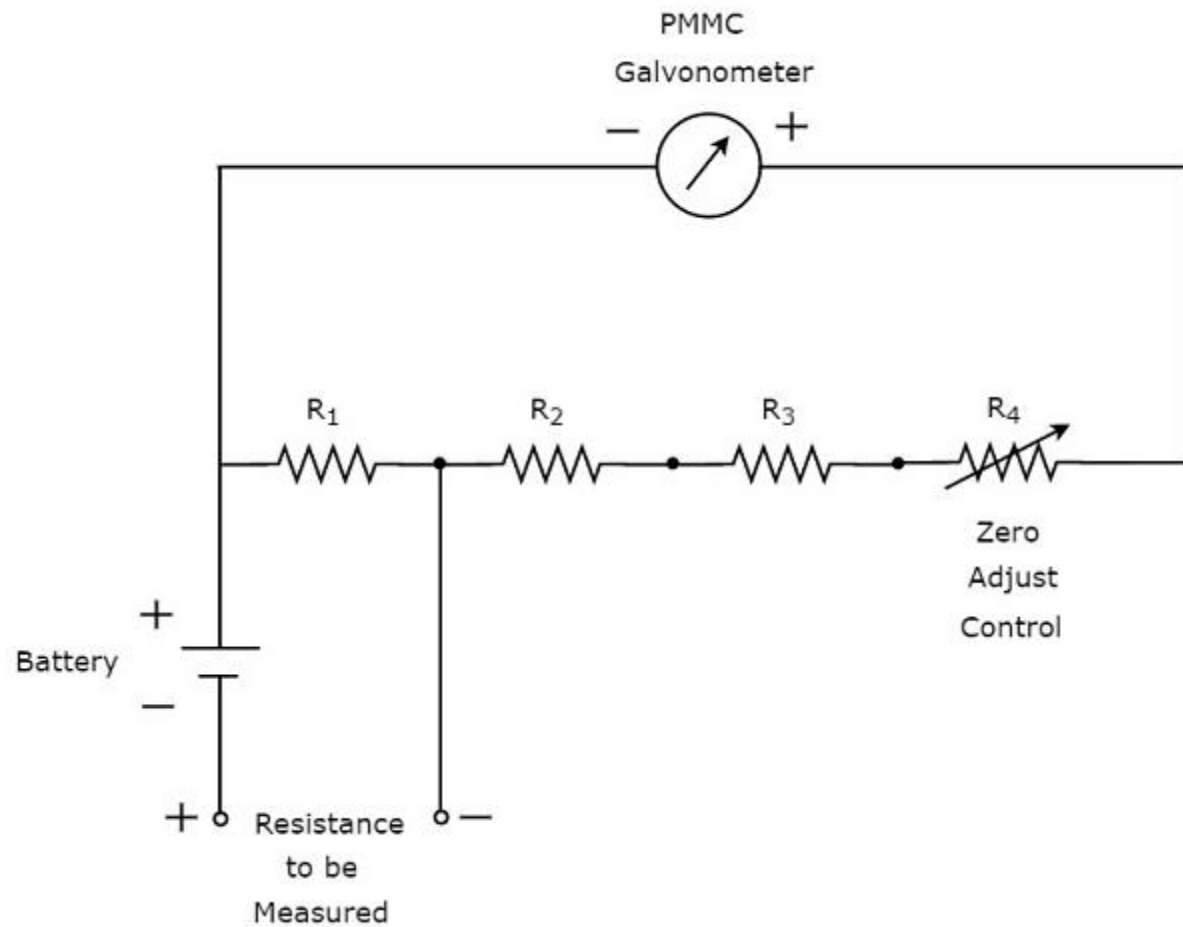 PMMC
Galvonometer
− +
R1 R2 R3 R4
Zero
Adjust
Control
+
Battery
−
+ Resistance −
to be
Measured